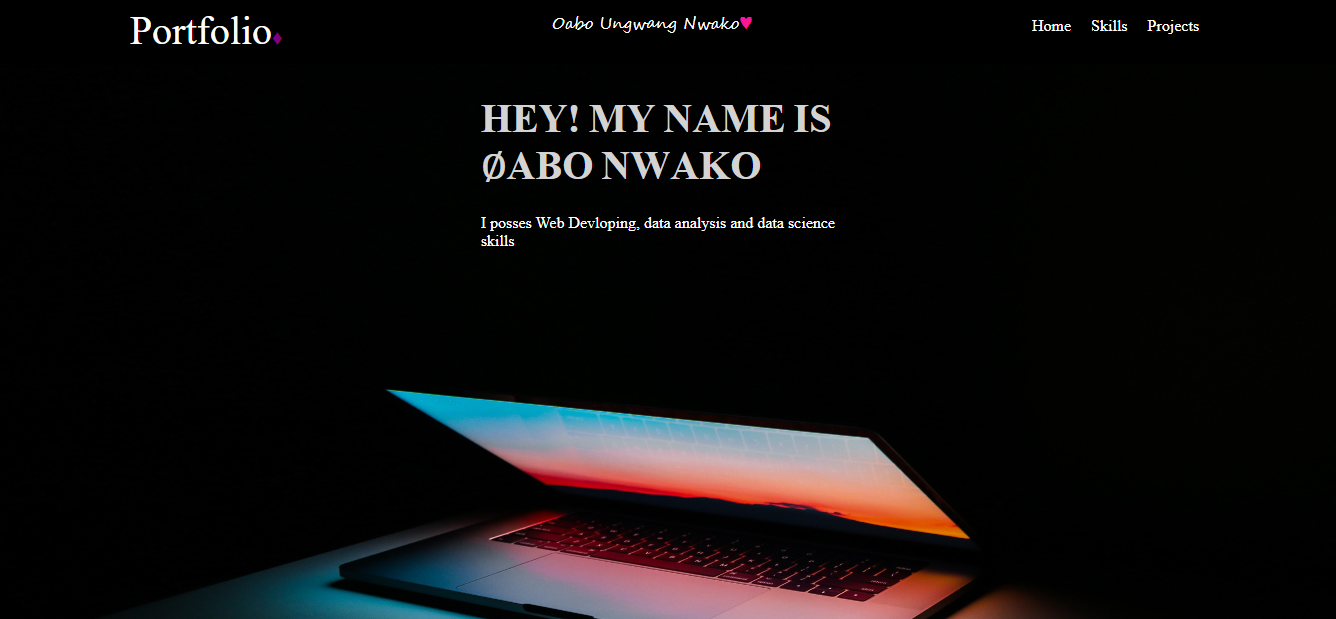 Portfolio♦
Oabo Ungwang Nwako♥
Home Skills Projects
HEY! MY NAME IS
ØABO NWAKO
I posses Web Devloping, data analysis and data science
skills